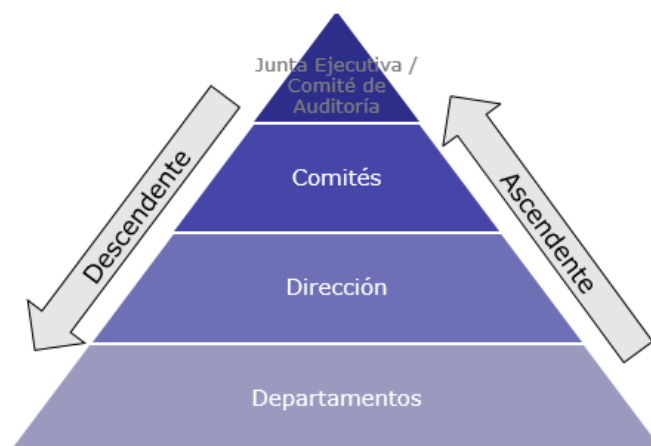 Junta Ejecutiva /
Comité de
Auditoría
Comités
Dirección
Departamentos
Descendente
Ascendente